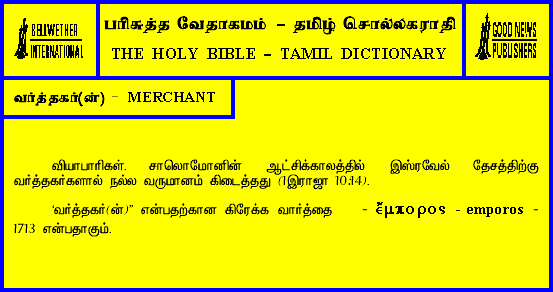 BELLWETHER
INTERNATIONAL
பரிசுத்த வேதாகமம் – தமிழ் சொல்லகராதி
THE HOLY BIBLE – TAMIL DICTIONARY
GOOD NEWS
PUBLISHERS
வர்த்தகர்(ன்) – MERCHANT
வியாபாரிகள். சாலொமோனின் ஆட்சிக்காலத்தில் இஸ்ரவேல் தேசத்திற்கு
வர்த்தகர்களால் நல்ல வருமானம் கிடைத்தது (1இராஜா 10:14).
"வர்த்தகர்(ன்)" என்பதற்கான கிரேக்க வார்த்தை - ἔμπορος - emporos -
1713 என்பதாகும்.